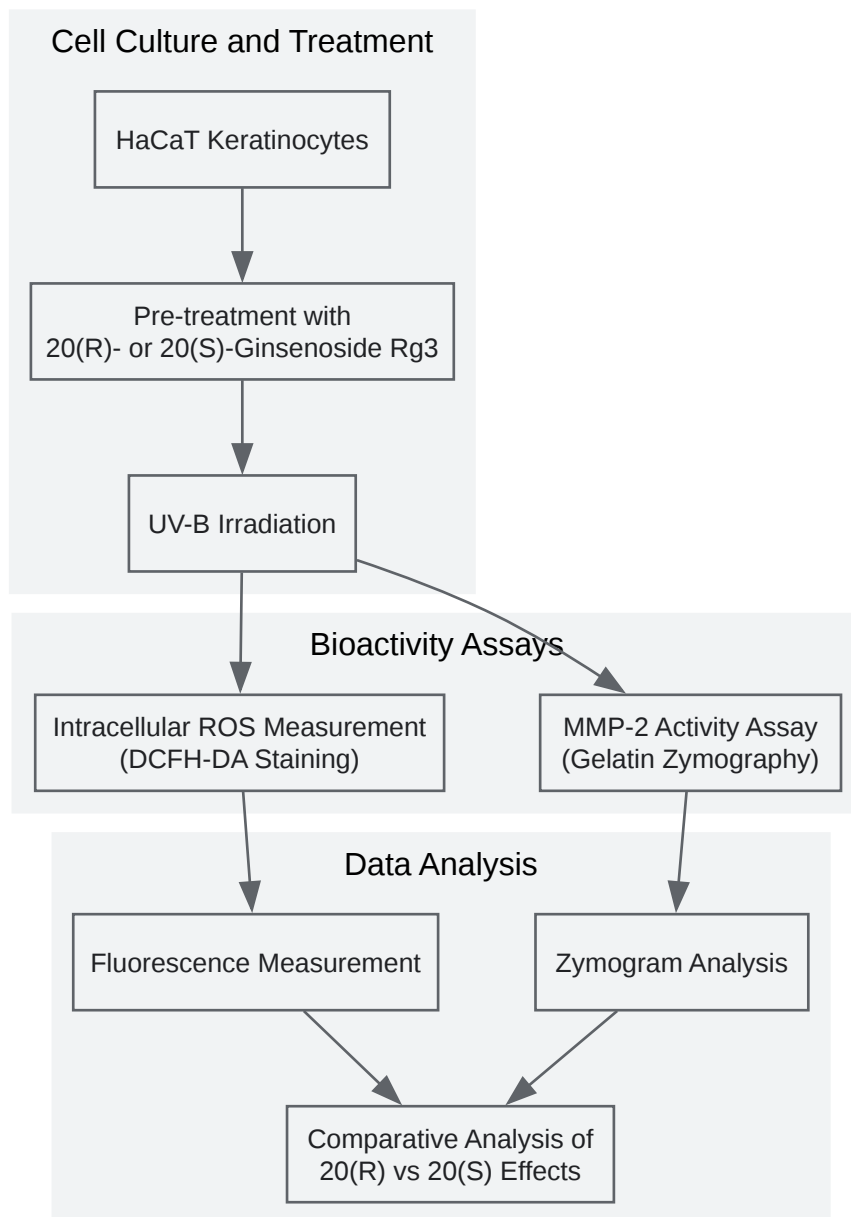 Cell Culture and Treatment
HaCaT Keratinocytes
Pre-treatment with
20(R)- or 20(S)-Ginsenoside Rg3
UV-B Irradiation
Bioactivity Assays
Intracellular ROS Measurement
(DCFH-DA Staining)
MMP-2 Activity Assay
(Gelatin Zymography)
Data Analysis
Fluorescence Measurement
Zymogram Analysis
Comparative Analysis of
20(R) vs 20(S) Effects